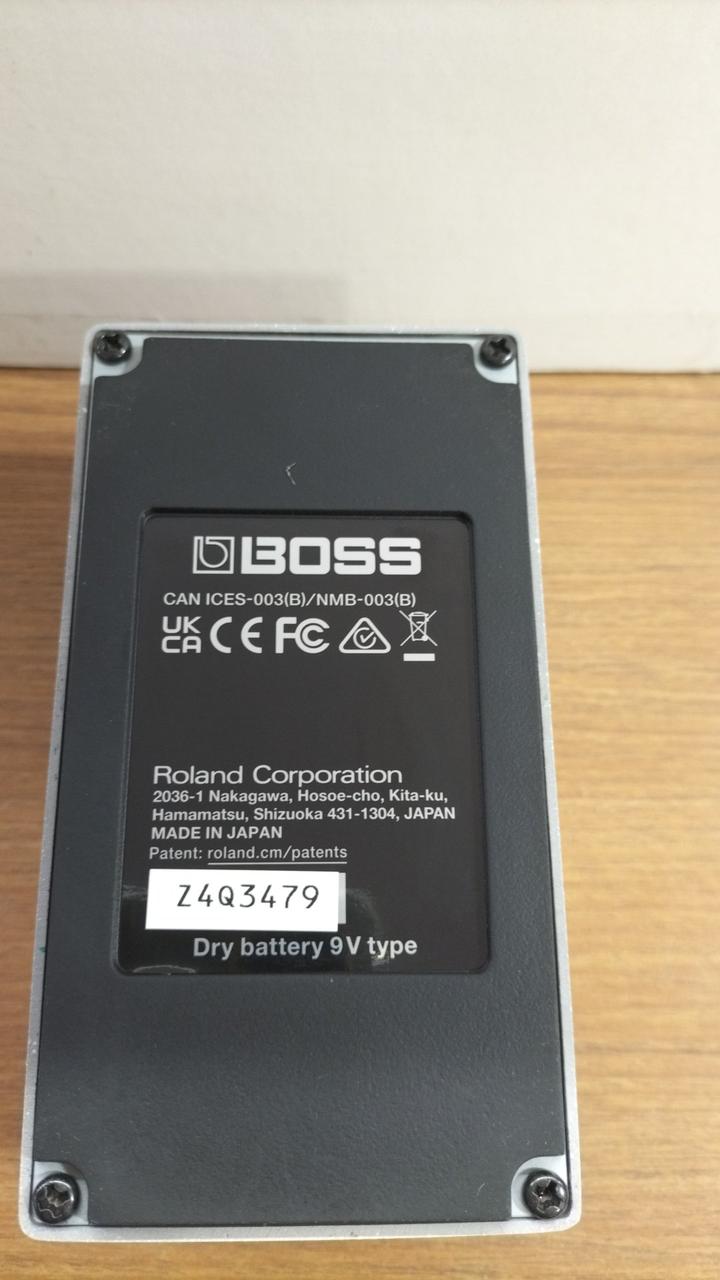 BOSS
CAN ICES-003(B)/NMB-003(B)
UK
CA CE FC
Roland Corporation
2036-1 Nakagawa, Hosoe-cho, Kita-ku,
Hamamatsu, Shizuoka 431-1304, JAPAN
MADE IN JAPAN
Patent: roland.cm/patents
Z4Q3479
Dry battery 9V type